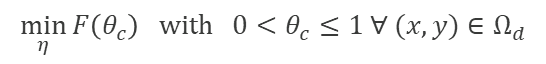 min F(θ_c) with 0 < θ_c ≤ 1 ∀ (x, y) ∈ Ω_d
η